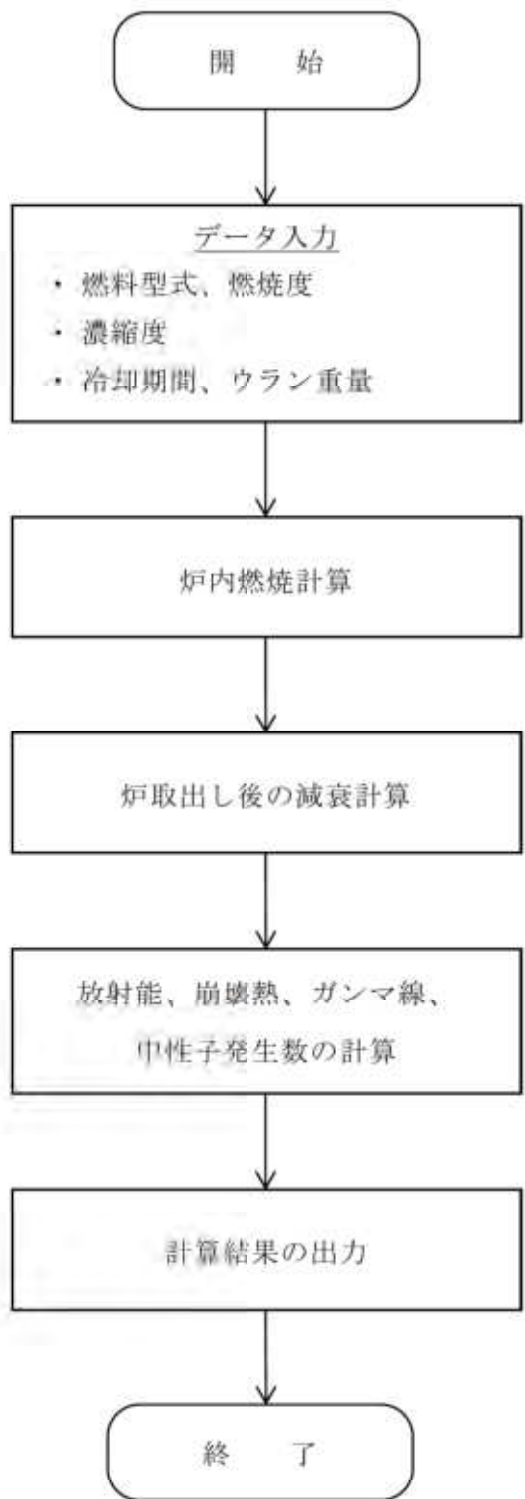 開　始
データ入力
・ 燃料型式、燃焼度
・ 濃縮度
・ 冷却期間、ウラン重量
炉内燃焼計算
炉取出し後の減衰計算
放射能、崩壊熱、ガンマ線、
中性子発生数の計算
計算結果の出力
終　了